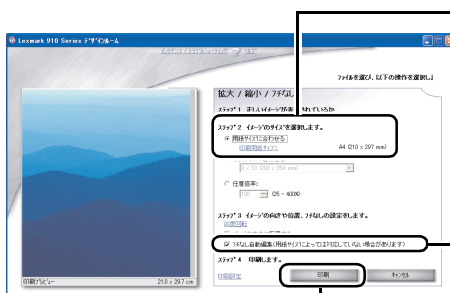 Lexmark 910 Series ﾃﾞｻﾞｲﾝﾙｰﾑ
ﾌｧｲﾙを選び、以下の操作を選択し
拡大 / 縮小 / ﾌﾁなし
ｽﾃｯﾌﾟ2 ｲﾒｰｼﾞのｻｲｽﾞを選択します。
用紙ｻｲｽﾞに合わせる
印刷用紙ｻｲｽﾞ: A4 (210 x 297 mm)
8 x 10 (203 x 254 mm)
任意倍率:
100 (25 - 400%)
ｽﾃｯﾌﾟ3 ｲﾒｰｼﾞの向きや位置、ﾌﾁなしの設定をします。
ﾌﾁなし自動編集(用紙ｻｲｽﾞによっては対応していない場合があります)
ｽﾃｯﾌﾟ4 印刷します。
印刷設定 印刷 ｷｬﾝｾﾙ
印刷ﾌﾟﾚﾋﾞｭｰ 21.0 x 29.7 cm